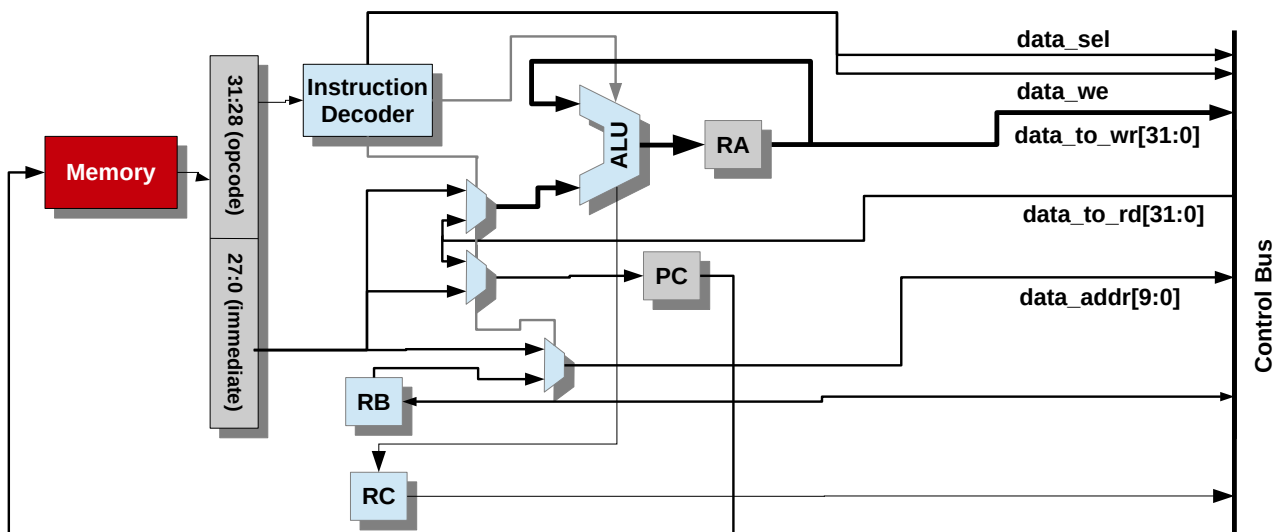 data_sel
31:28 (opcode)
Instruction
Decoder
data_we
ALU
RA
data_to_wr[31:0]
Memory
data_to_rd[31:0]
27:0 (immediate)
PC
data_addr[9:0]
Control Bus
RB
RC